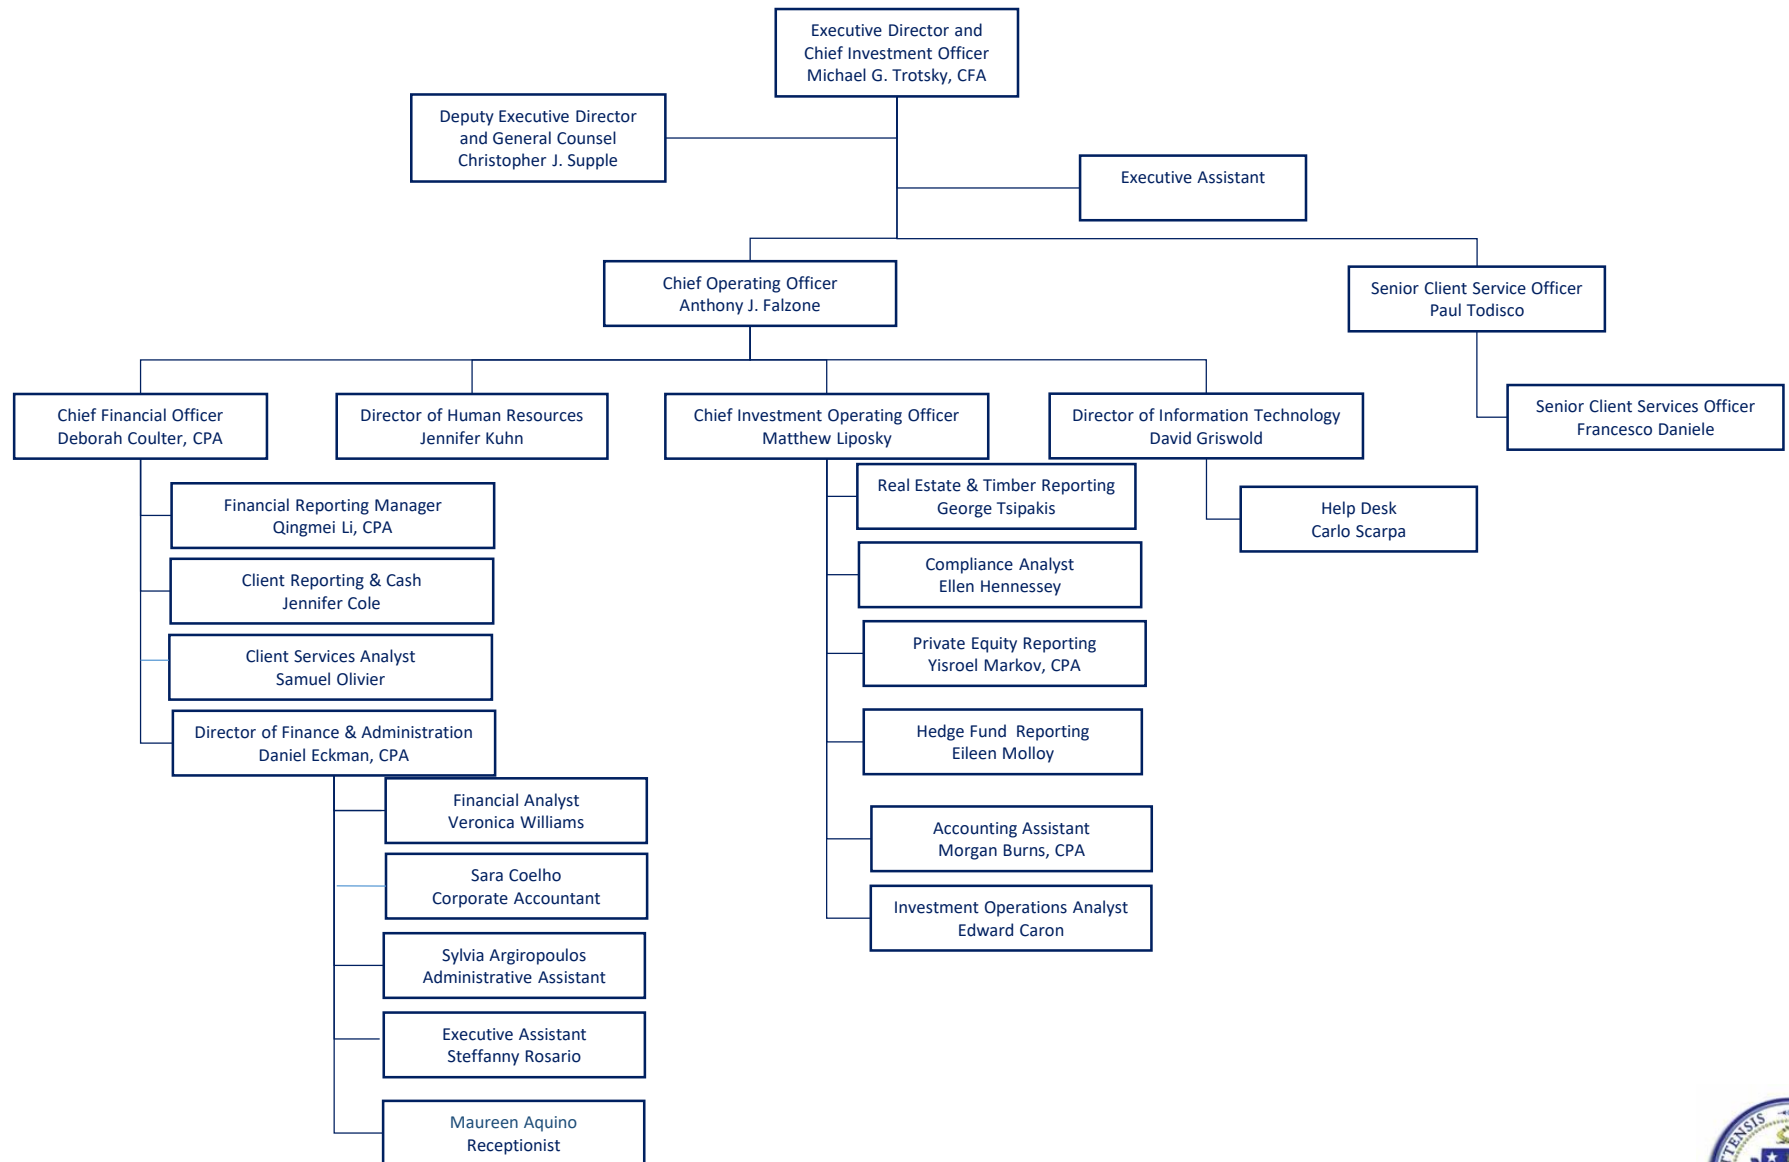 Executive Director and
Chief Investment Officer
Michael G. Trotsky, CFA
Deputy Executive Director
and General Counsel
Christopher J. Supple
Executive Assistant
Chief Operating Officer
Anthony J. Falzone
Senior Client Service Officer
Paul Todisco
Chief Financial Officer
Deborah Coulter, CPA
Director of Human Resources
Jennifer Kuhn
Chief Investment Operating Officer
Matthew Liposky
Director of Information Technology
David Griswold
Senior Client Services Officer
Francesco Daniele
Financial Reporting Manager
Qingmei Li, CPA
Client Reporting & Cash
Jennifer Cole
Client Services Analyst
Samuel Olivier
Director of Finance & Administration
Daniel Eckman, CPA
Financial Analyst
Veronica Williams
Sara Coelho
Corporate Accountant
Sylvia Argiropoulos
Administrative Assistant
Executive Assistant
Steffanny Rosario
Maureen Aquino
Receptionist
Real Estate & Timber Reporting
George Tsipakis
Compliance Analyst
Ellen Hennessey
Private Equity Reporting
Yisroel Markov, CPA
Hedge Fund  Reporting
Eileen Molloy
Accounting Assistant
Morgan Burns, CPA
Investment Operations Analyst
Edward Caron
Help Desk
Carlo Scarpa